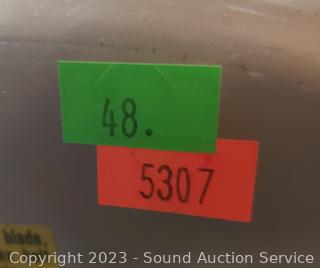 48.
5307
blade,
Copyright 2023 - Sound Auction Service